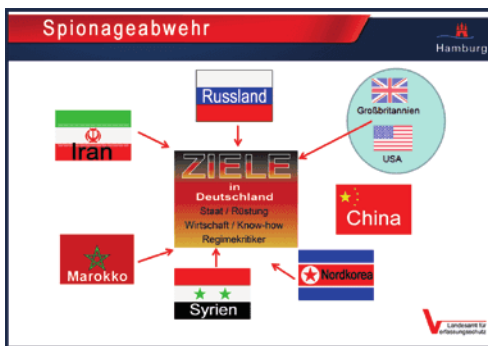 Spionageabwehr
Hamburg
Russland
Großbritannien
USA
Iran
ZIELE
in
Deutschland
Staat / Rüstung
Wirtschaft / Know-how
Regimekritiker
China
Marokko
Syrien
Nordkorea
Landesamt für
Verfassungsschutz